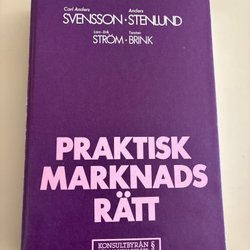 Carl Anders Anders
SVENSSON · STENLUND
Lars-Erik Torsten
STRÖM · BRINK
PRAKTISK
MARKNADS
RÄTT
KONSULTBYRÅN §